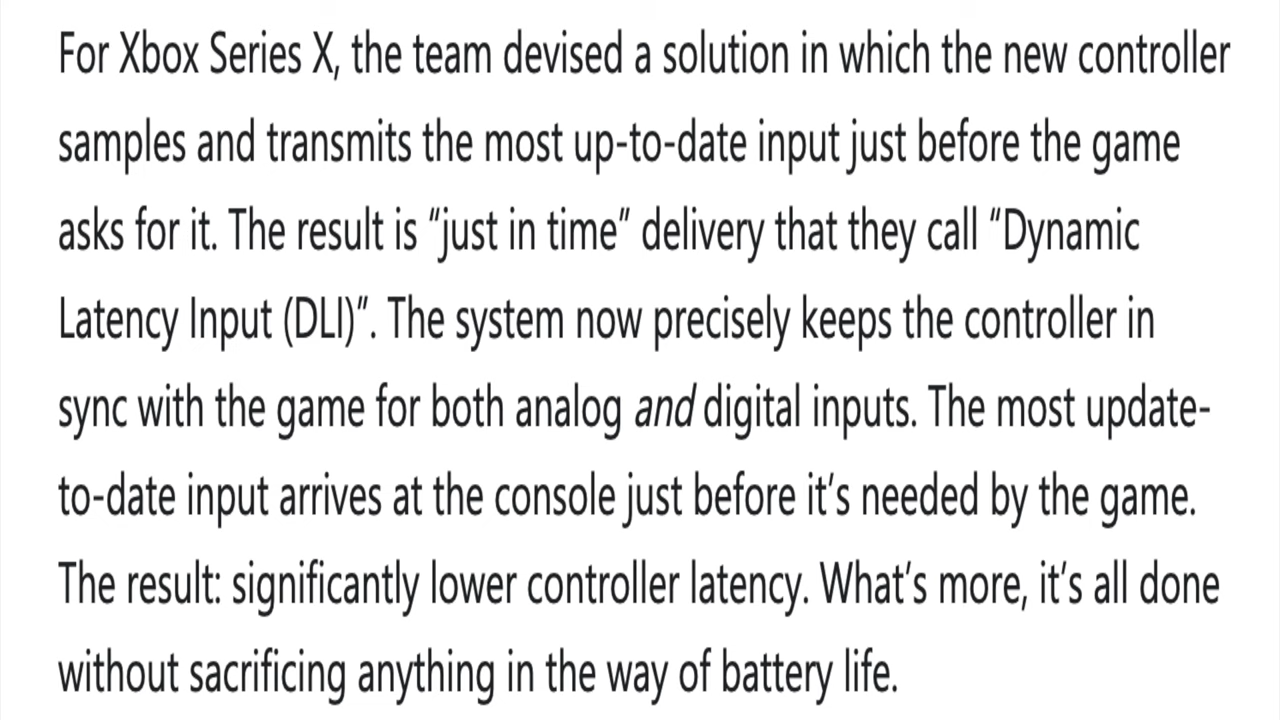 For Xbox Series X, the team devised a solution in which the new controller
samples and transmits the most up-to-date input just before the game
asks for it. The result is “just in time” delivery that they call “Dynamic
Latency Input (DLI)”. The system now precisely keeps the controller in
sync with the game for both analog and digital inputs. The most update-
to-date input arrives at the console just before it’s needed by the game.
The result: significantly lower controller latency. What’s more, it’s all done
without sacrificing anything in the way of battery life.